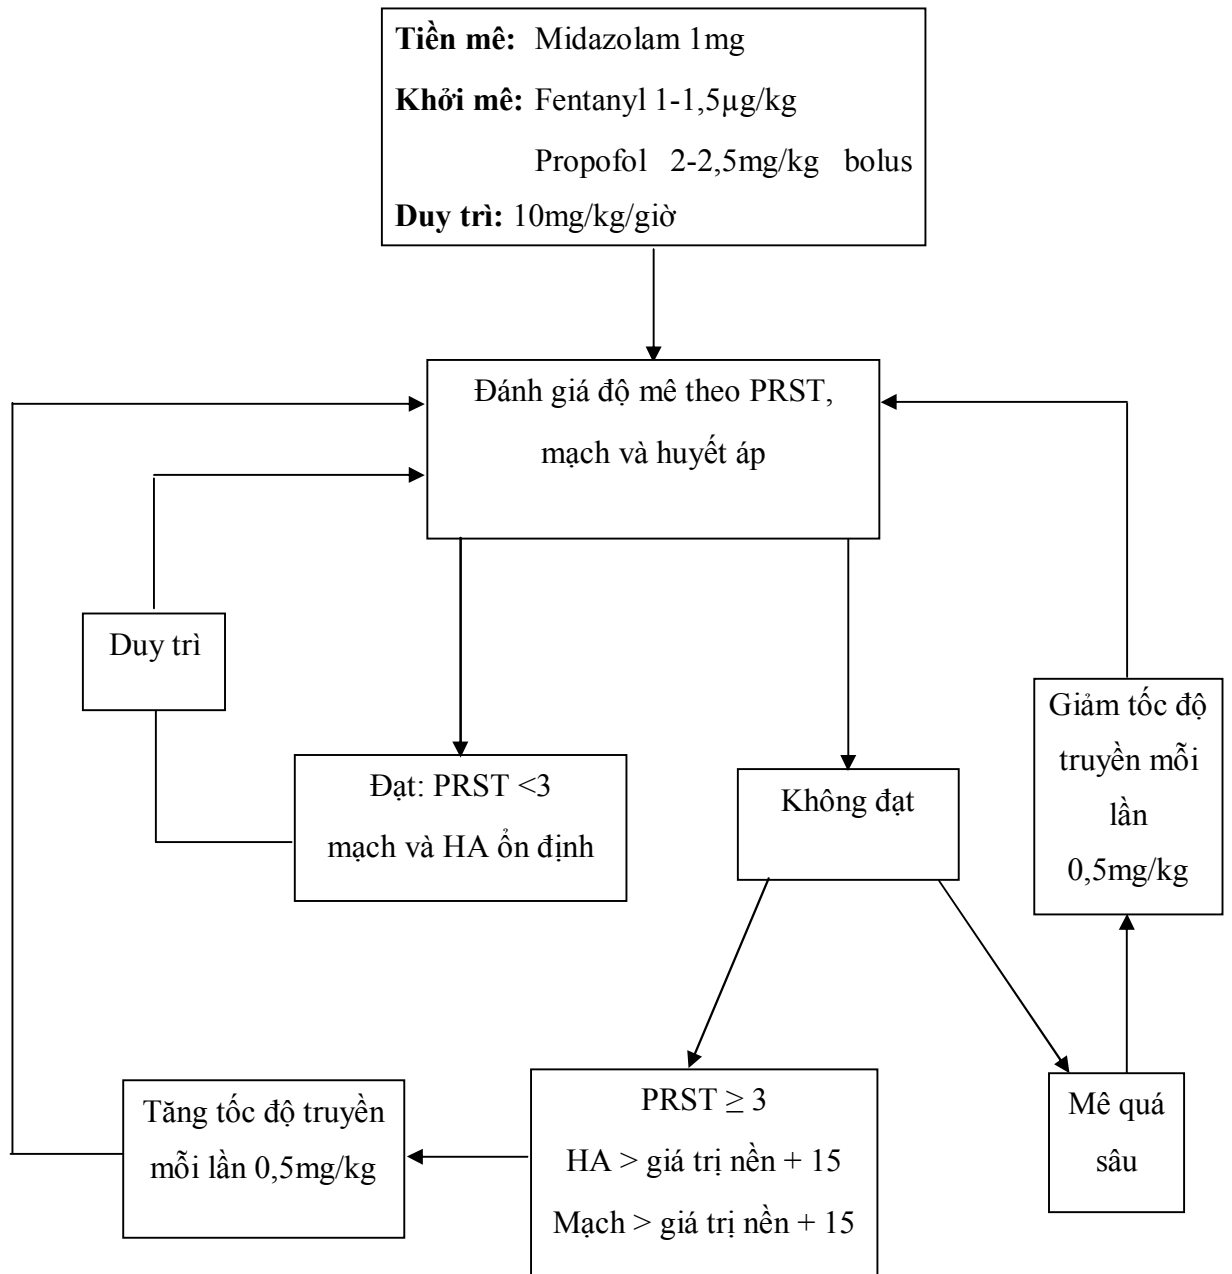 Tiền mê: Midazolam 1mg
Khởi mê: Fentanyl 1-1,5µg/kg
Propofol 2-2,5mg/kg bolus
Duy trì: 10mg/kg/giờ
Đánh giá độ mê theo PRST,
mạch và huyết áp
Duy trì
Đạt: PRST <3
mạch và HA ổn định
Không đạt
Giảm tốc độ
truyền mỗi
lần
0,5mg/kg
Tăng tốc độ truyền
mỗi lần 0,5mg/kg
PRST ≥ 3
HA > giá trị nền + 15
Mạch > giá trị nền + 15
Mê quá
sâu